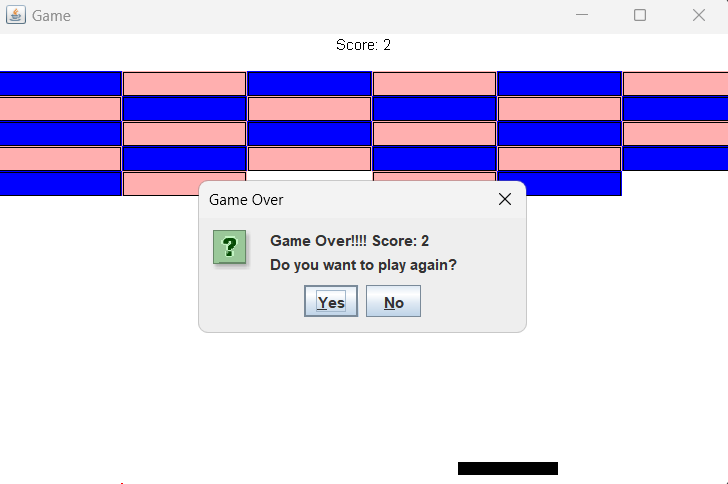 Game
Score: 2
Game Over
Game Over!!!! Score: 2
Do you want to play again?
Yes No